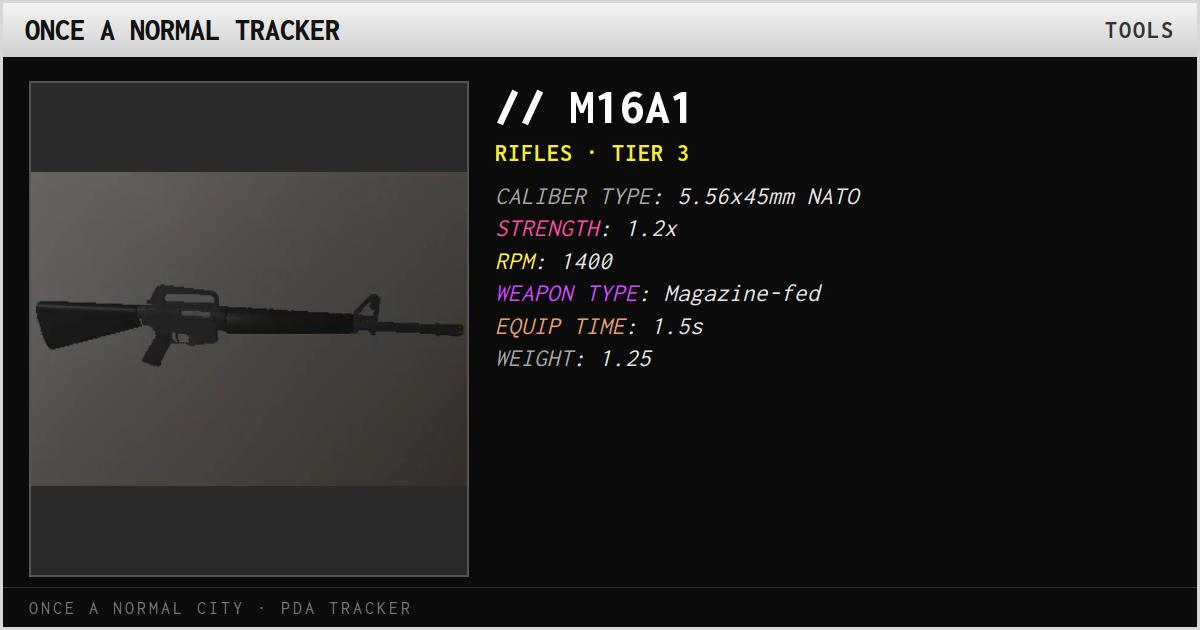 ONCE A NORMAL TRACKER
TOOLS
// M16A1
RIFLES · TIER 3
CALIBER TYPE: 5.56x45mm NATO
STRENGTH: 1.2x
RPM: 1400
WEAPON TYPE: Magazine-fed
EQUIP TIME: 1.5s
WEIGHT: 1.25
ONCE A NORMAL CITY · PDA TRACKER